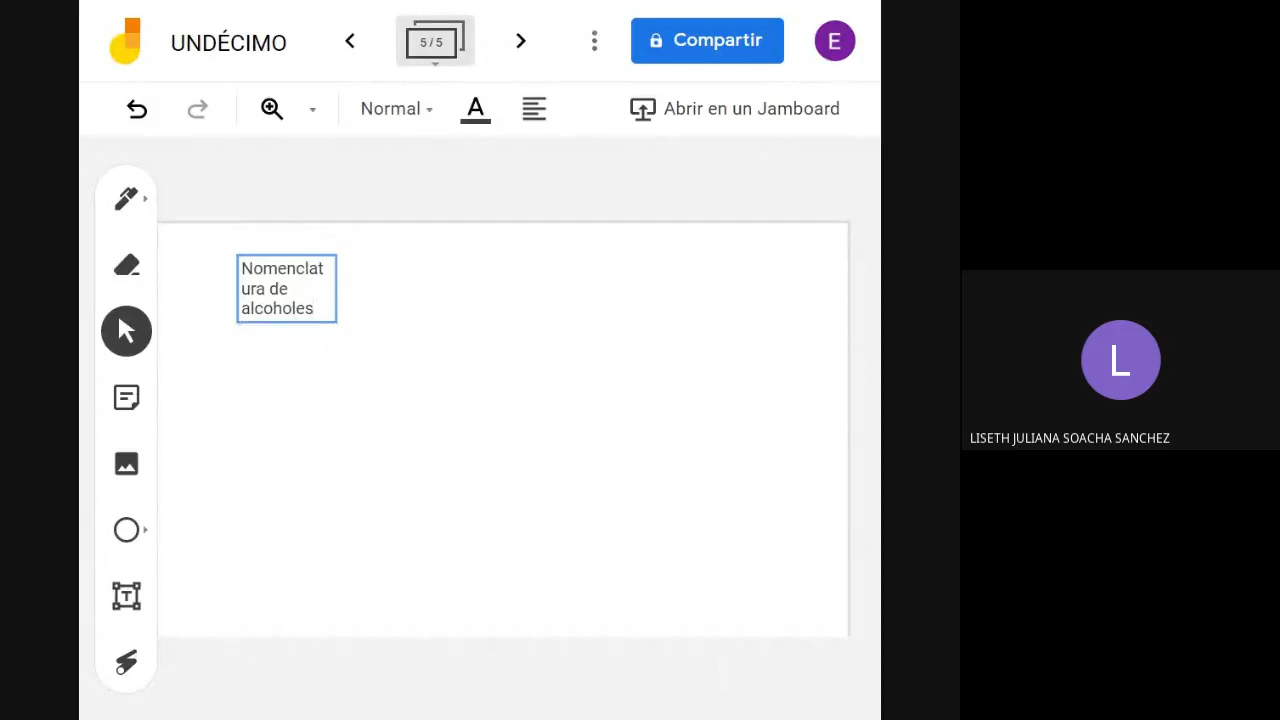 UNDÉCIMO
5/5
Compartir
E
Normal
A
Abrir en un Jamboard
Nomenclat
ura de
alcoholes
T
L
LISETH JULIANA SOACHA SANCHEZ